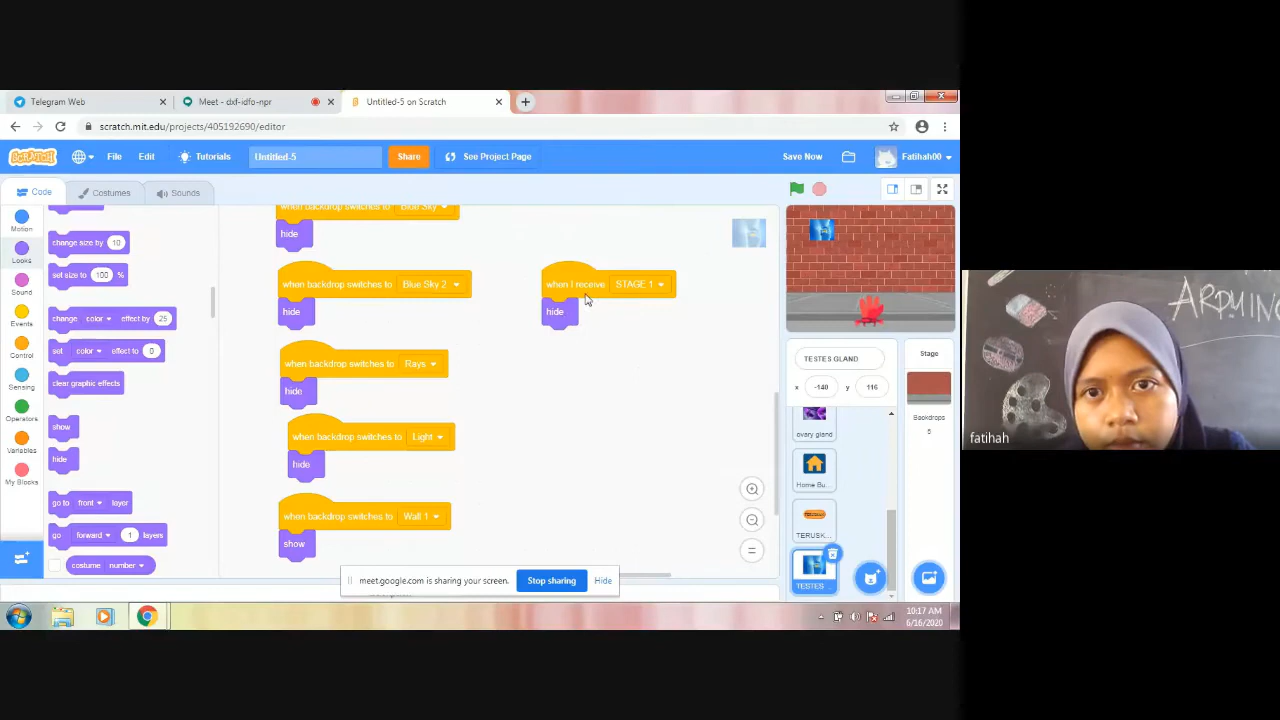 Telegram Web
Meet - dxf-idfo-npr
Untitled-5 on Scratch
scratch.mit.edu/projects/405192690/editor
SCRATCH
File
Edit
Tutorials
Untitled-5
Share
See Project Page
Save Now
Fatihah00
Code
Costumes
Sounds
Motion
Looks
Sound
Events
Control
Sensing
Operators
Variables
My Blocks
change size by 10
set size to 100 %
change color effect by 25
set color effect to 0
clear graphic effects
show
hide
go to front layer
go forward 1 layers
costume number
when backdrop switches to Blue Sky
hide
when backdrop switches to Blue Sky 2
hide
when backdrop switches to Rays
hide
when backdrop switches to Light
hide
when backdrop switches to Wall 1
show
when I receive STAGE 1
hide
TESTES GLAND
x -140 y 116
Stage
Backdrops
5
ovary gland
Home Bu...
TERUSK...
TESTES ...
meet.google.com is sharing your screen.
Stop sharing
Hide
10:17 AM
6/16/2020
fatihah